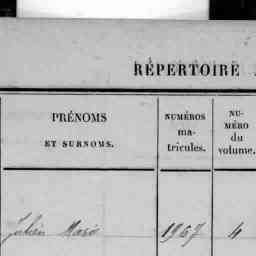 RÉPERTOIRE
PRÉNOMS
ET SURNOMS.
NUMÉROS
ma-
tricules.
NU-
MÉRO
du
volume.
Julien Marie 1967 4